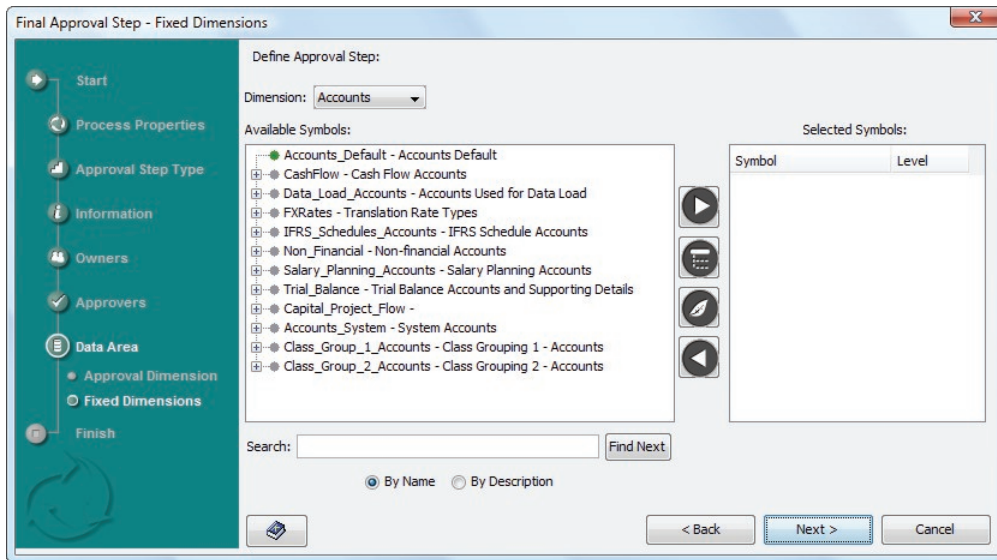 Final Approval Step - Fixed Dimensions
Start
Process Properties
Approval Step Type
Information
Owners
Approvers
Data Area
Approval Dimension
Fixed Dimensions
Finish
Define Approval Step:
Dimension: Accounts
Available Symbols:
Accounts_Default - Accounts Default
CashFlow - Cash Flow Accounts
Data_Load_Accounts - Accounts Used for Data Load
FXRates - Translation Rate Types
IFRS_Schedules_Accounts - IFRS Schedule Accounts
Non_Financial - Non-financial Accounts
Salary_Planning_Accounts - Salary Planning Accounts
Trial_Balance - Trial Balance Accounts and Supporting Details
Capital_Project_Flow -
Accounts_System - System Accounts
Class_Group_1_Accounts - Class Grouping 1 - Accounts
Class_Group_2_Accounts - Class Grouping 2 - Accounts
Selected Symbols:
Symbol Level
Search: Find Next
By Name By Description
< Back Next > Cancel